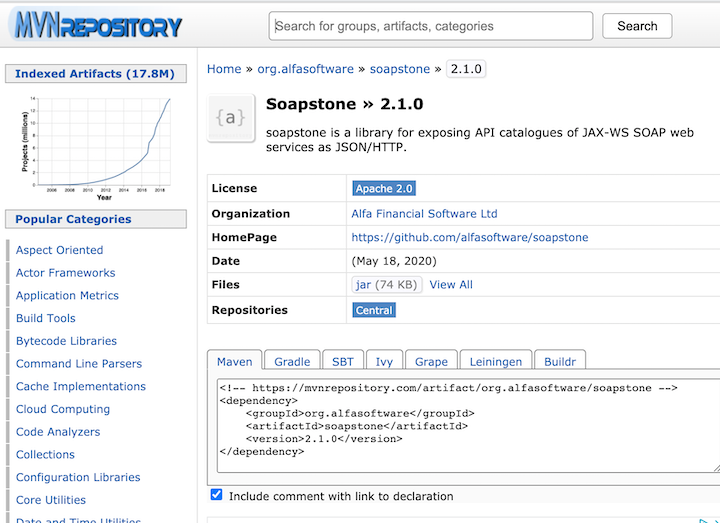 MVNREPOSITORY
Search for groups, artifacts, categories
Search
Indexed Artifacts (17.8M)
Projects (millions)
14
12
10
8
6
4
2
0
2006 2008 2010 2012 2014 2016 2018
Year
Popular Categories
Aspect Oriented
Actor Frameworks
Application Metrics
Build Tools
Bytecode Libraries
Command Line Parsers
Cache Implementations
Cloud Computing
Code Analyzers
Collections
Configuration Libraries
Core Utilities
Date and Time Utilities
Home » org.alfasoftware » soapstone » 2.1.0
{a}
Soapstone » 2.1.0
soapstone is a library for exposing API catalogues of JAX-WS SOAP web
services as JSON/HTTP.
License Apache 2.0
Organization Alfa Financial Software Ltd
HomePage https://github.com/alfasoftware/soapstone
Date (May 18, 2020)
Files jar (74 KB) View All
Repositories Central
Maven Gradle SBT Ivy Grape Leiningen Buildr
<!-- https://mvnrepository.com/artifact/org.alfasoftware/soapstone -->
<dependency>
    <groupId>org.alfasoftware</groupId>
    <artifactId>soapstone</artifactId>
    <version>2.1.0</version>
</dependency>
Include comment with link to declaration